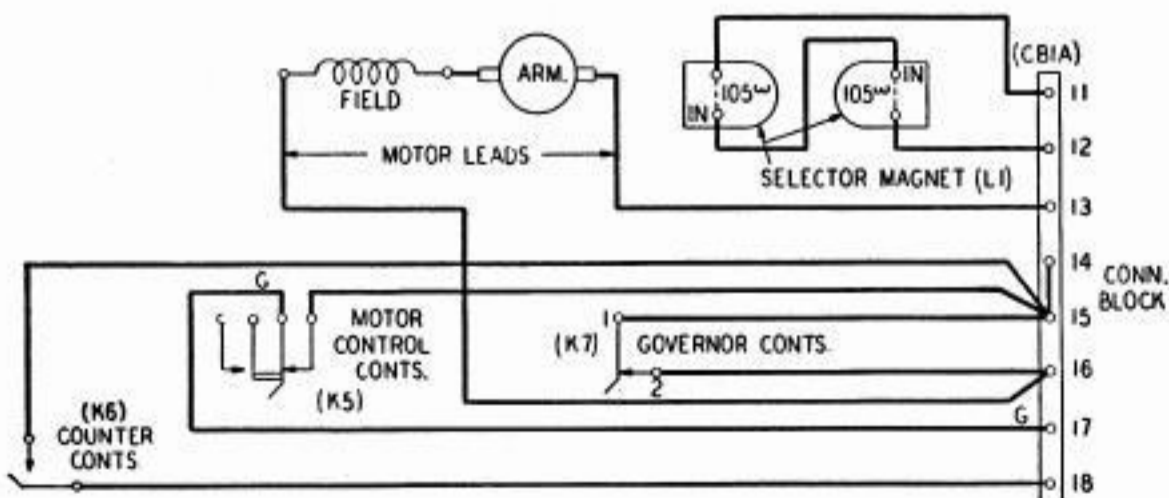 (CB1A)
ARM.
FIELD
105ω
IN
105ω
IN
11
MOTOR LEADS
12
SELECTOR MAGNET (L1)
13
14
G
CONN.
BLOCK
MOTOR
CONTROL
CONTS.
(K5)
1
(K7)
GOVERNOR CONTS.
2
15
16
(K6)
COUNTER
CONTS
G
17
18